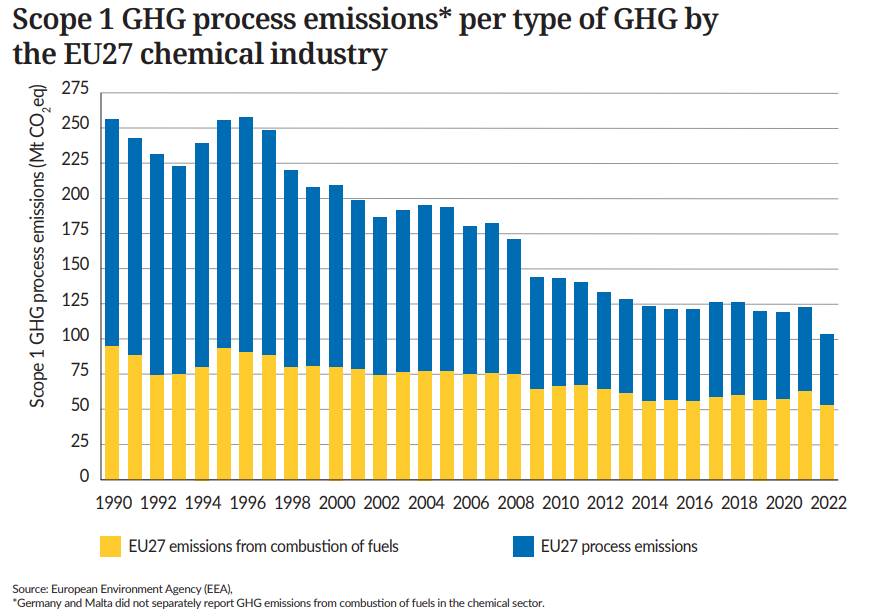 Scope 1 GHG process emissions* per type of GHG by
the EU27 chemical industry
Scope 1 GHG process emissions (Mt CO₂eq)
275
250
225
200
175
150
125
100
75
50
25
0
1990 1992 1994 1996 1998 2000 2002 2004 2006 2008 2010 2012 2014 2016 2018 2020 2022
EU27 emissions from combustion of fuels
EU27 process emissions
Source: European Environment Agency (EEA),
*Germany and Malta did not separately report GHG emissions from combustion of fuels in the chemical sector.